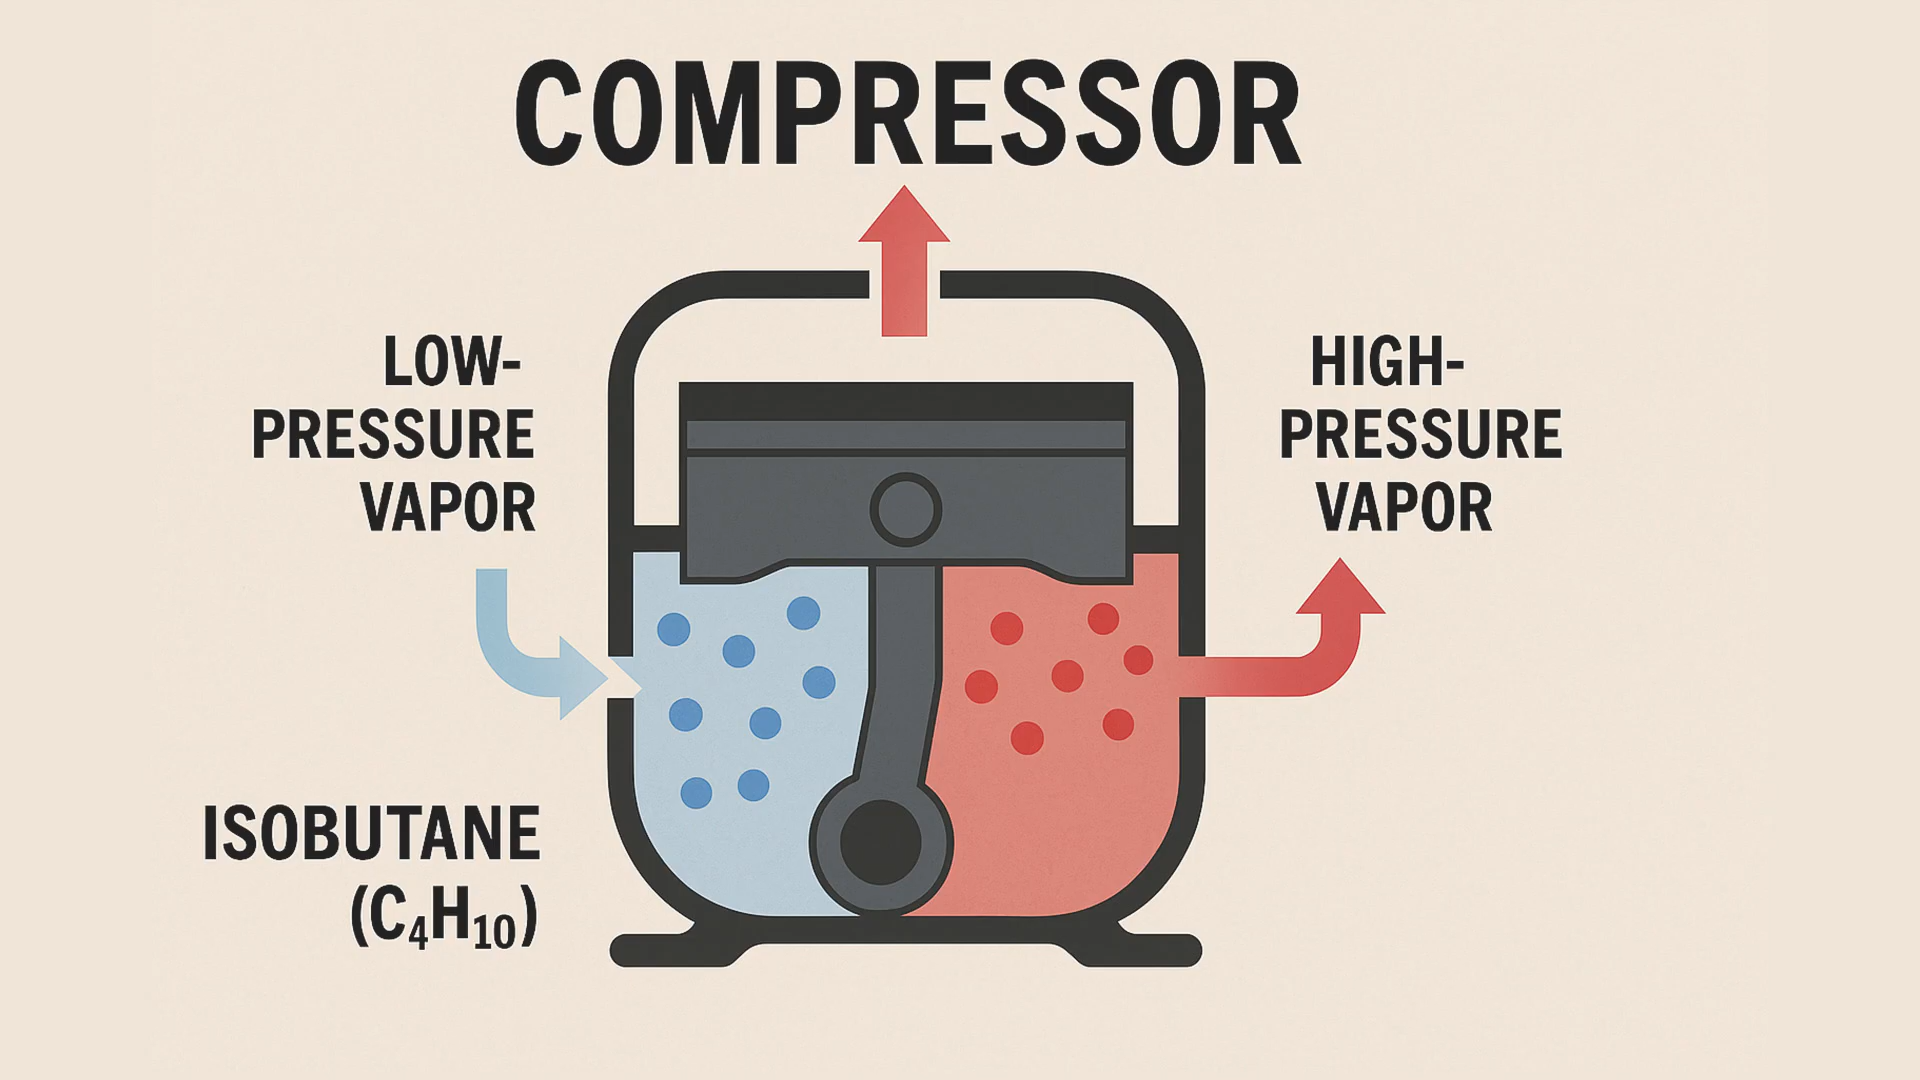 COMPRESSOR
LOW-
PRESSURE
VAPOR
HIGH-
PRESSURE
VAPOR
ISOBUTANE
(C₄H₁₀)